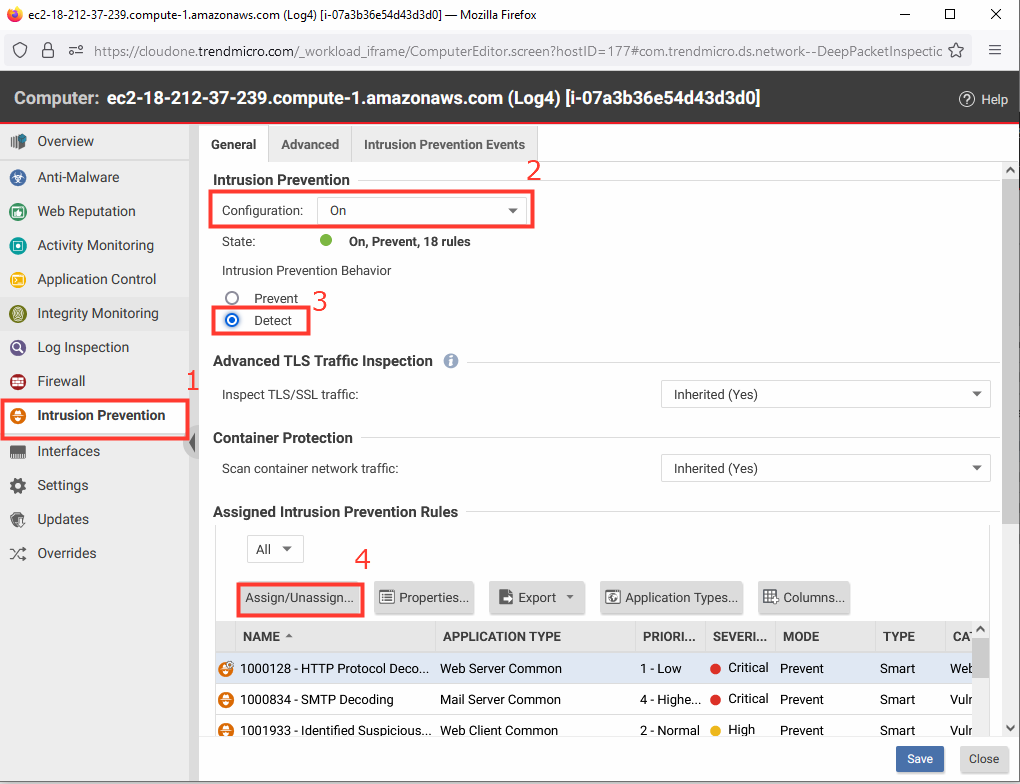 ec2-18-212-37-239.compute-1.amazonaws.com (Log4) [i-07a3b36e54d43d3d0] — Mozilla Firefox
https://cloudone.trendmicro.com/_workload_iframe/ComputerEditor.screen?hostID=177#com.trendmicro.ds.network--DeepPacketInspectic
Computer: ec2-18-212-37-239.compute-1.amazonaws.com (Log4) [i-07a3b36e54d43d3d0]
Help
Overview
Anti-Malware
Web Reputation
Activity Monitoring
Application Control
Integrity Monitoring
Log Inspection
Firewall
1
Intrusion Prevention
Interfaces
Settings
Updates
Overrides
General Advanced Intrusion Prevention Events
2
Intrusion Prevention
Configuration: On
State: On, Prevent, 18 rules
Intrusion Prevention Behavior
Prevent
3
Detect
Advanced TLS Traffic Inspection
Inspect TLS/SSL traffic: Inherited (Yes)
Container Protection
Scan container network traffic: Inherited (Yes)
Assigned Intrusion Prevention Rules
All
4
Assign/Unassign... Properties... Export Application Types... Columns...
NAME APPLICATION TYPE PRIORI... SEVERI... MODE TYPE CAT
1000128 - HTTP Protocol Deco... Web Server Common 1 - Low Critical Prevent Smart Web
1000834 - SMTP Decoding Mail Server Common 4 - Highe... Critical Prevent Smart Vulr
1001933 - Identified Suspicious... Web Client Common 2 - Normal High Prevent Smart Vulr
Save Close